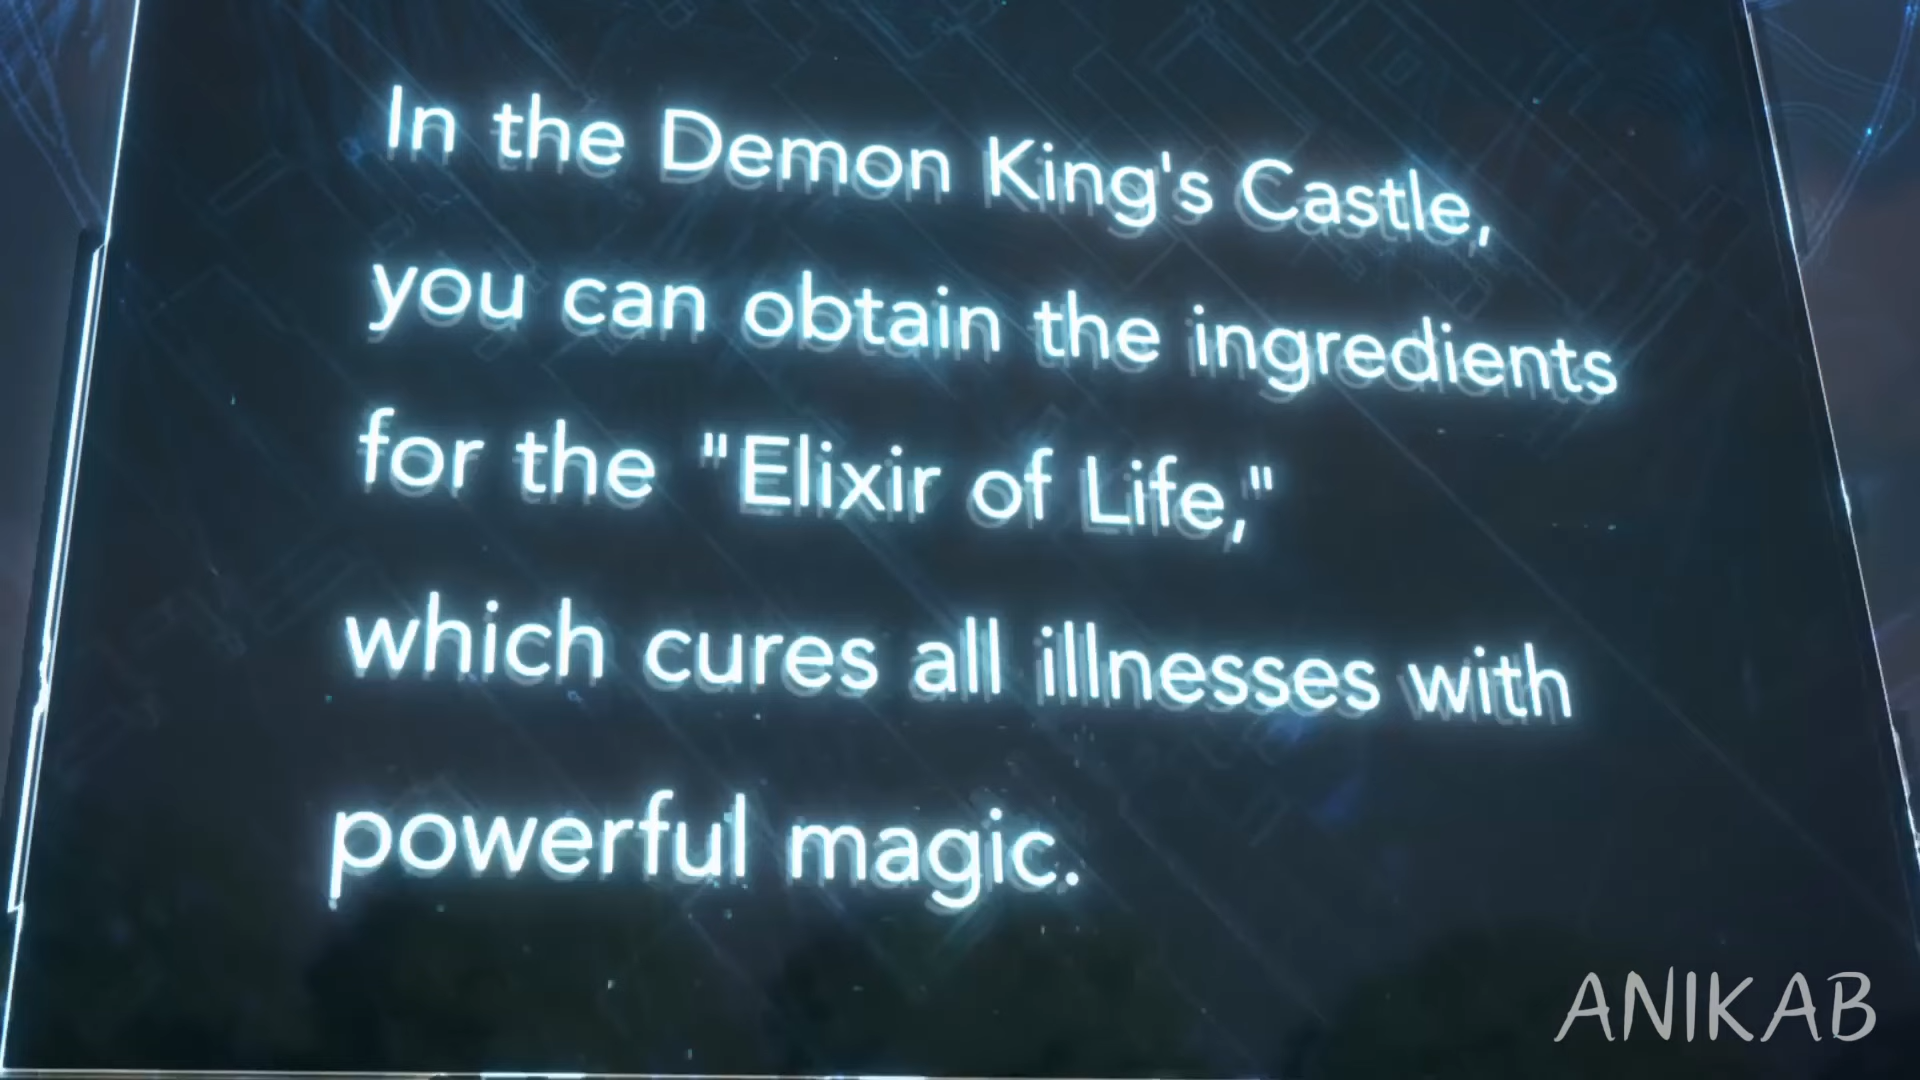 In the Demon King's Castle,
you can obtain the ingredients
for the "Elixir of Life,"
which cures all illnesses with
powerful magic.
ANIKAB